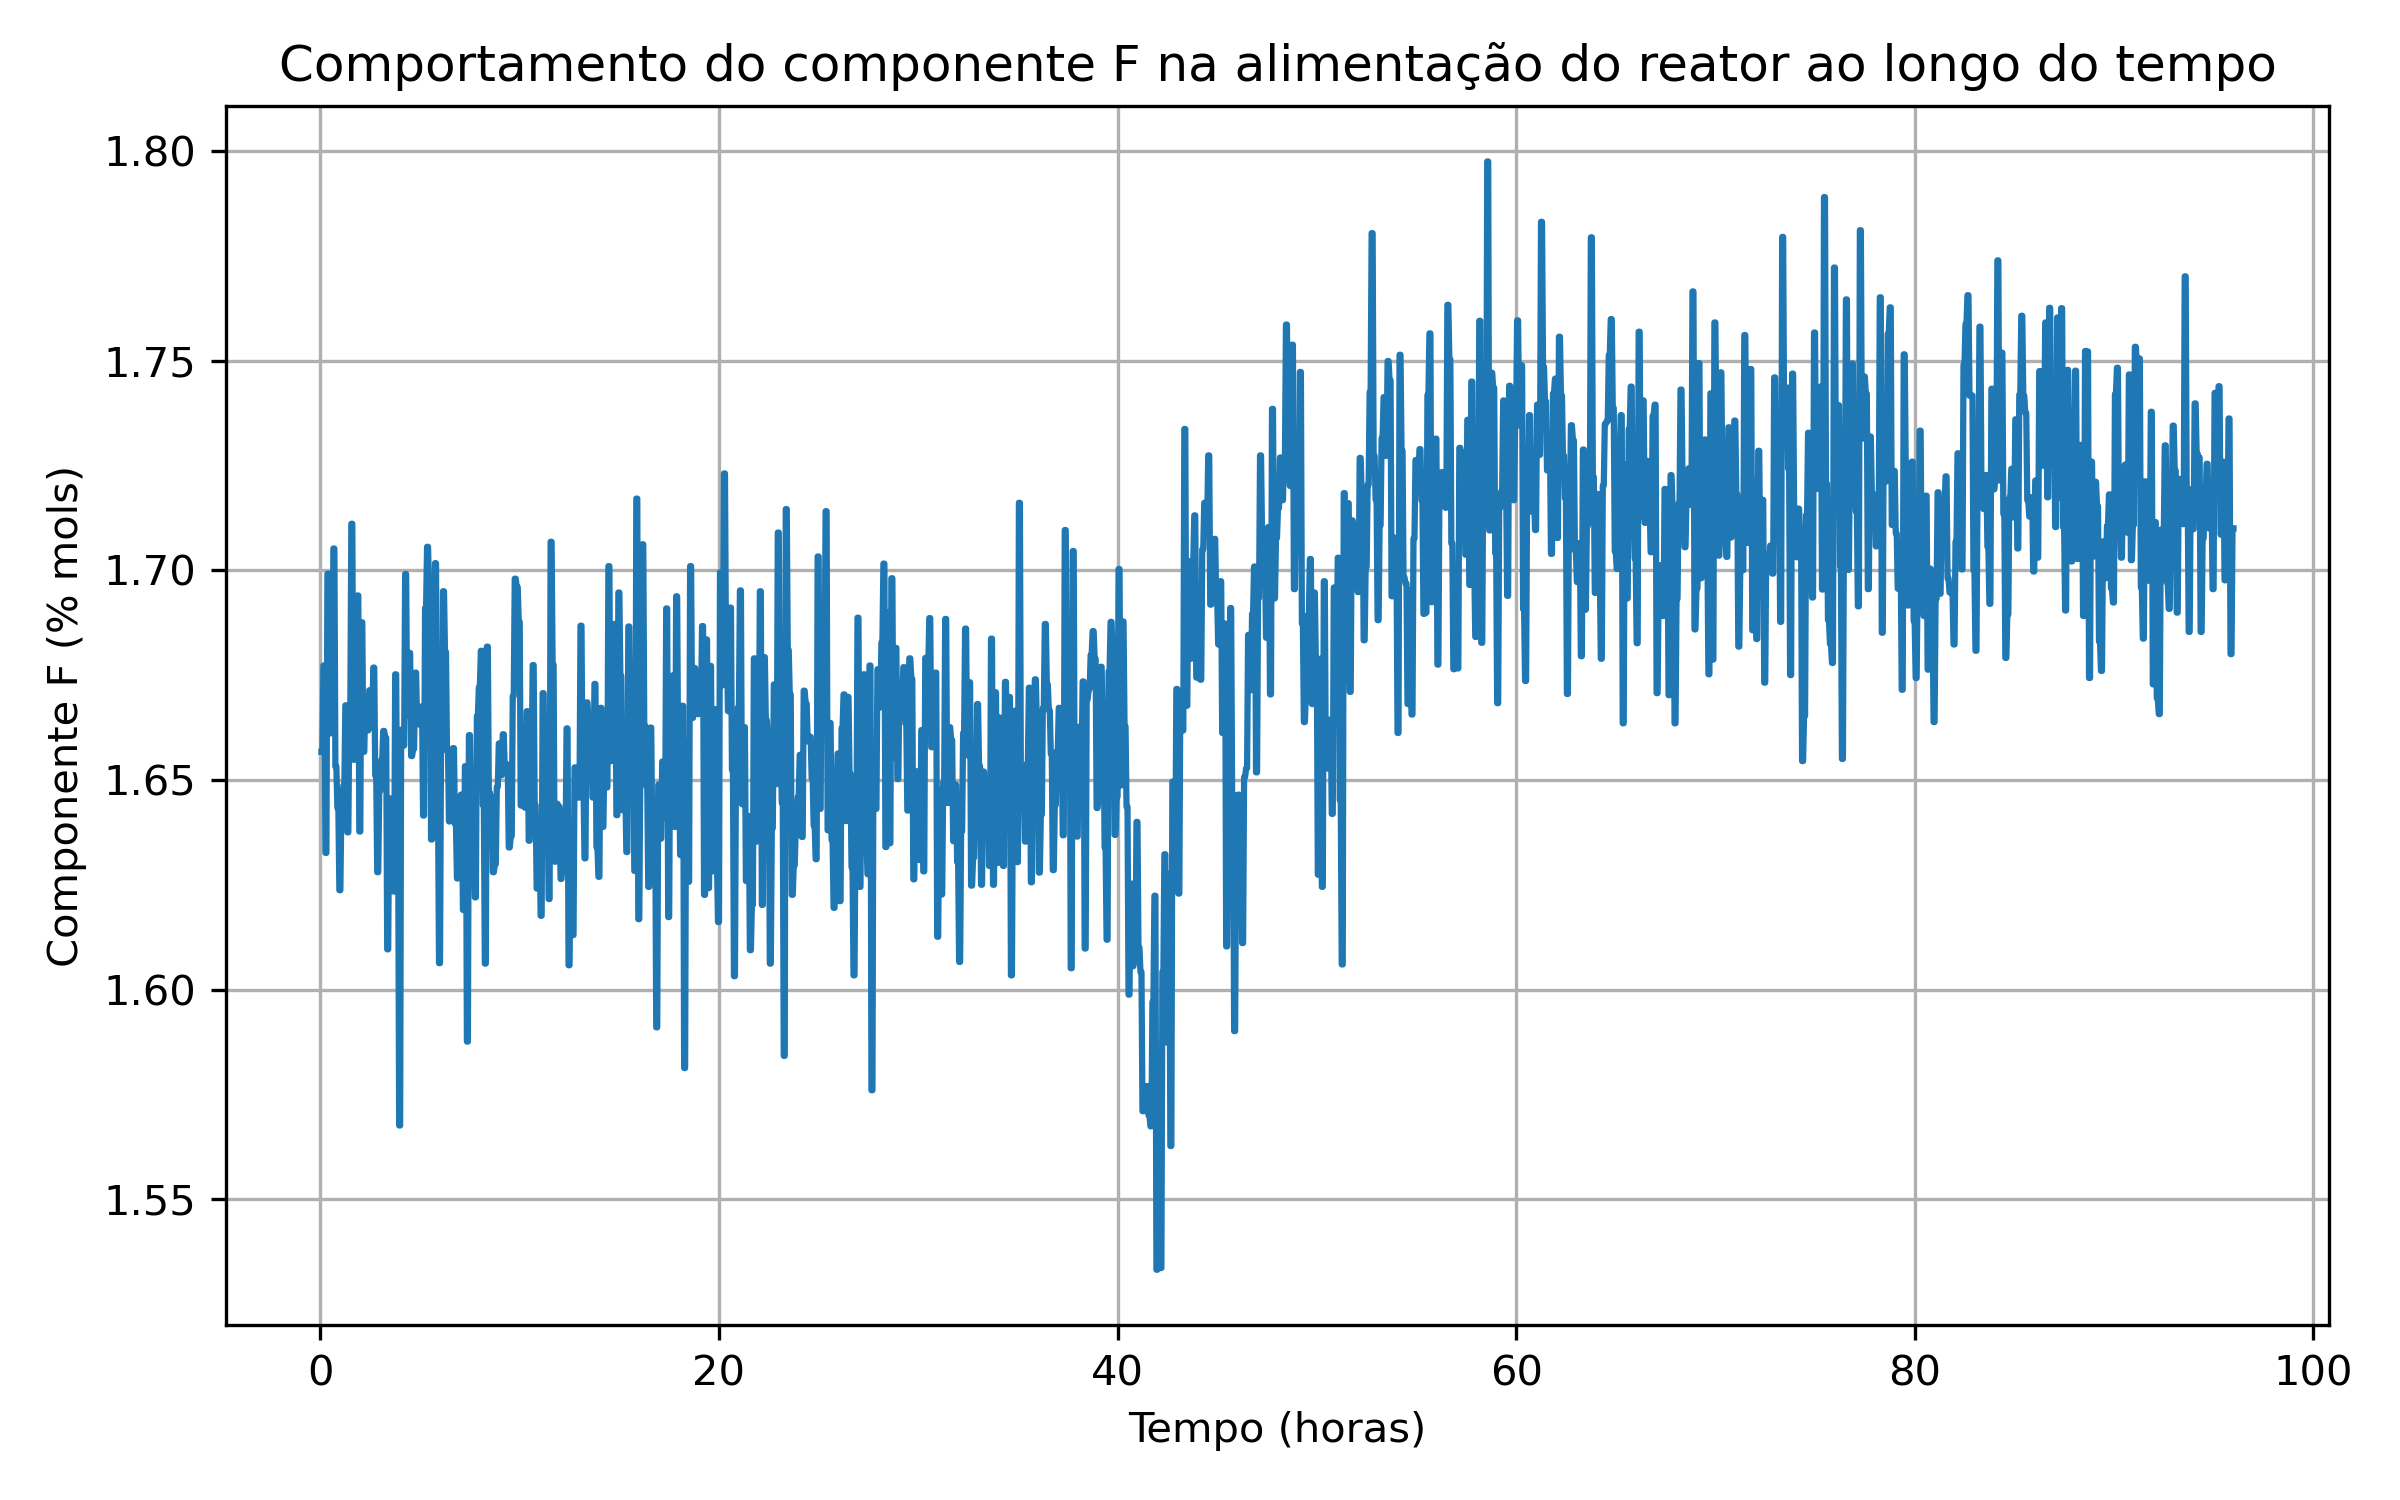 Comportamento do componente F na alimentação do reator ao longo do tempo
1.80
1.75
1.70
1.65
1.60
1.55
Componente F (% mols)
0 20 40 60 80 100
Tempo (horas)